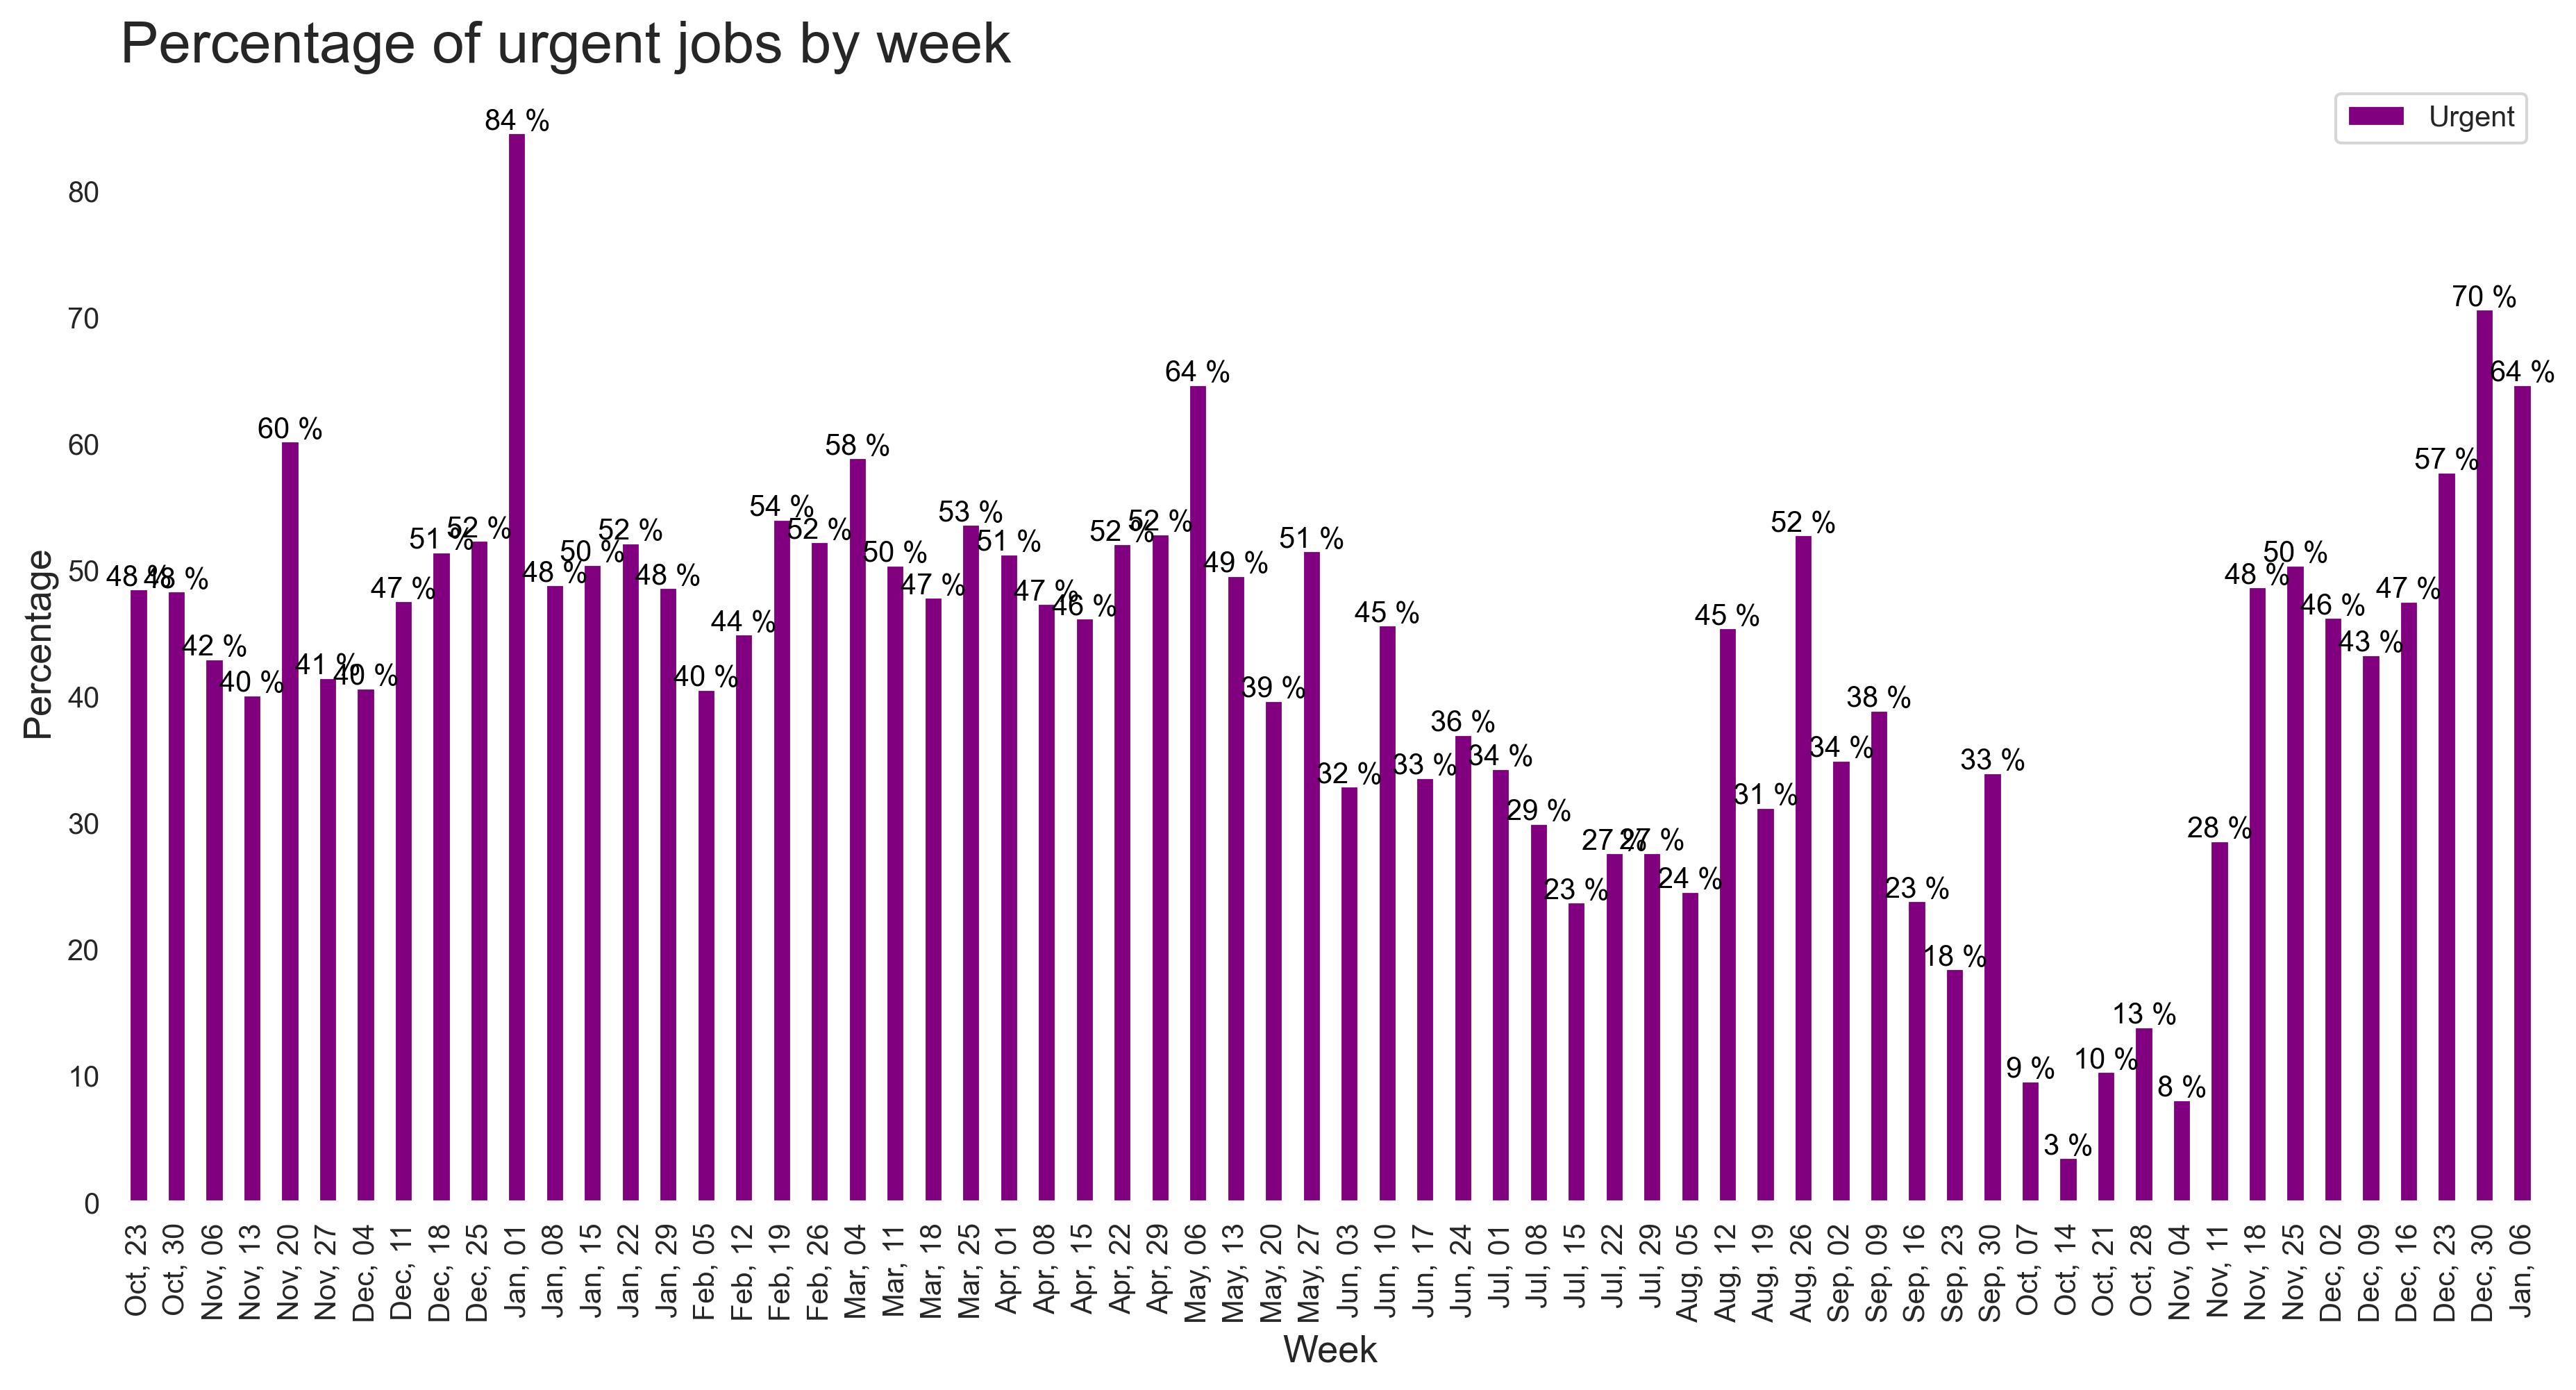 Percentage of urgent jobs by week
Urgent
Percentage
80
70
60
50
40
30
20
10
0
48 %
48 %
42 %
40 %
60 %
41 %
40 %
47 %
51 %
52 %
84 %
48 %
50 %
52 %
48 %
40 %
44 %
54 %
52 %
58 %
50 %
47 %
53 %
51 %
47 %
46 %
52 %
52 %
64 %
49 %
39 %
51 %
32 %
45 %
33 %
36 %
34 %
29 %
23 %
27 %
27 %
24 %
45 %
31 %
52 %
34 %
38 %
23 %
18 %
33 %
9 %
3 %
10 %
13 %
8 %
28 %
48 %
50 %
46 %
43 %
47 %
57 %
70 %
64 %
Oct, 23
Oct, 30
Nov, 06
Nov, 13
Nov, 20
Nov, 27
Dec, 04
Dec, 11
Dec, 18
Dec, 25
Jan, 01
Jan, 08
Jan, 15
Jan, 22
Jan, 29
Feb, 05
Feb, 12
Feb, 19
Feb, 26
Mar, 04
Mar, 11
Mar, 18
Mar, 25
Apr, 01
Apr, 08
Apr, 15
Apr, 22
Apr, 29
May, 06
May, 13
May, 20
May, 27
Jun, 03
Jun, 10
Jun, 17
Jun, 24
Jul, 01
Jul, 08
Jul, 15
Jul, 22
Jul, 29
Aug, 05
Aug, 12
Aug, 19
Aug, 26
Sep, 02
Sep, 09
Sep, 16
Sep, 23
Sep, 30
Oct, 07
Oct, 14
Oct, 21
Oct, 28
Nov, 04
Nov, 11
Nov, 18
Nov, 25
Dec, 02
Dec, 09
Dec, 16
Dec, 23
Dec, 30
Jan, 06
Week